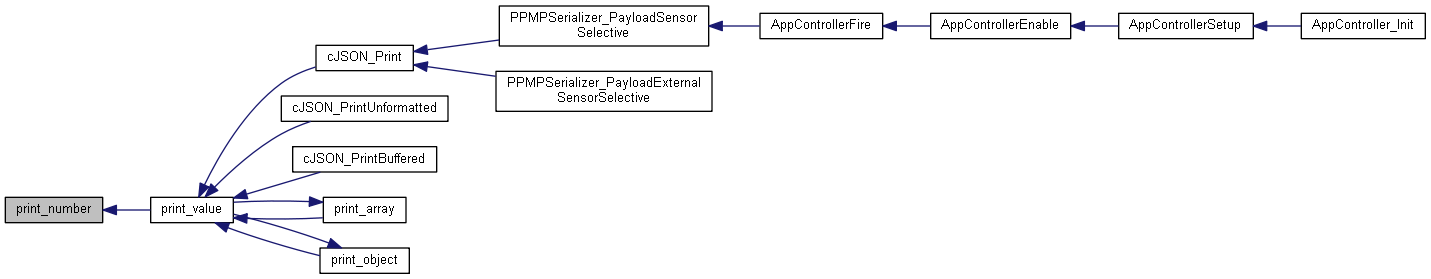 PPMPSerializer_PayloadSensor
Selective
AppControllerFire
AppControllerEnable
AppControllerSetup
AppController_Init
cJSON_Print
PPMPSerializer_PayloadExternal
SensorSelective
cJSON_PrintUnformatted
cJSON_PrintBuffered
print_number
print_value
print_array
print_object